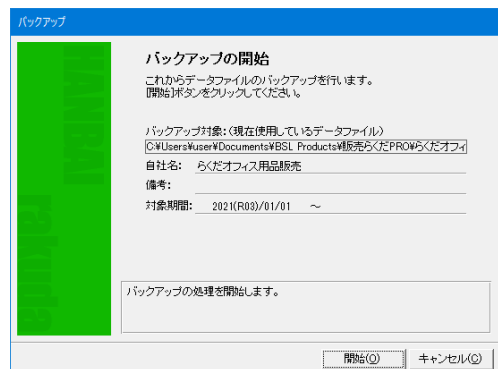 バックアップ
HANBAI
rakuda
バックアップの開始
これからデータファイルのバックアップを行います。
[開始]ボタンをクリックしてください。
バックアップ対象:(現在使用しているデータファイル)
C:¥Users¥user¥Documents¥BSL Products¥販売らくだPRO¥らくだオフィ
自社名: らくだオフィス用品販売
備考:
対象期間: 2021(R03)/01/01 ～
バックアップの処理を開始します。
開始(O) キャンセル(C)